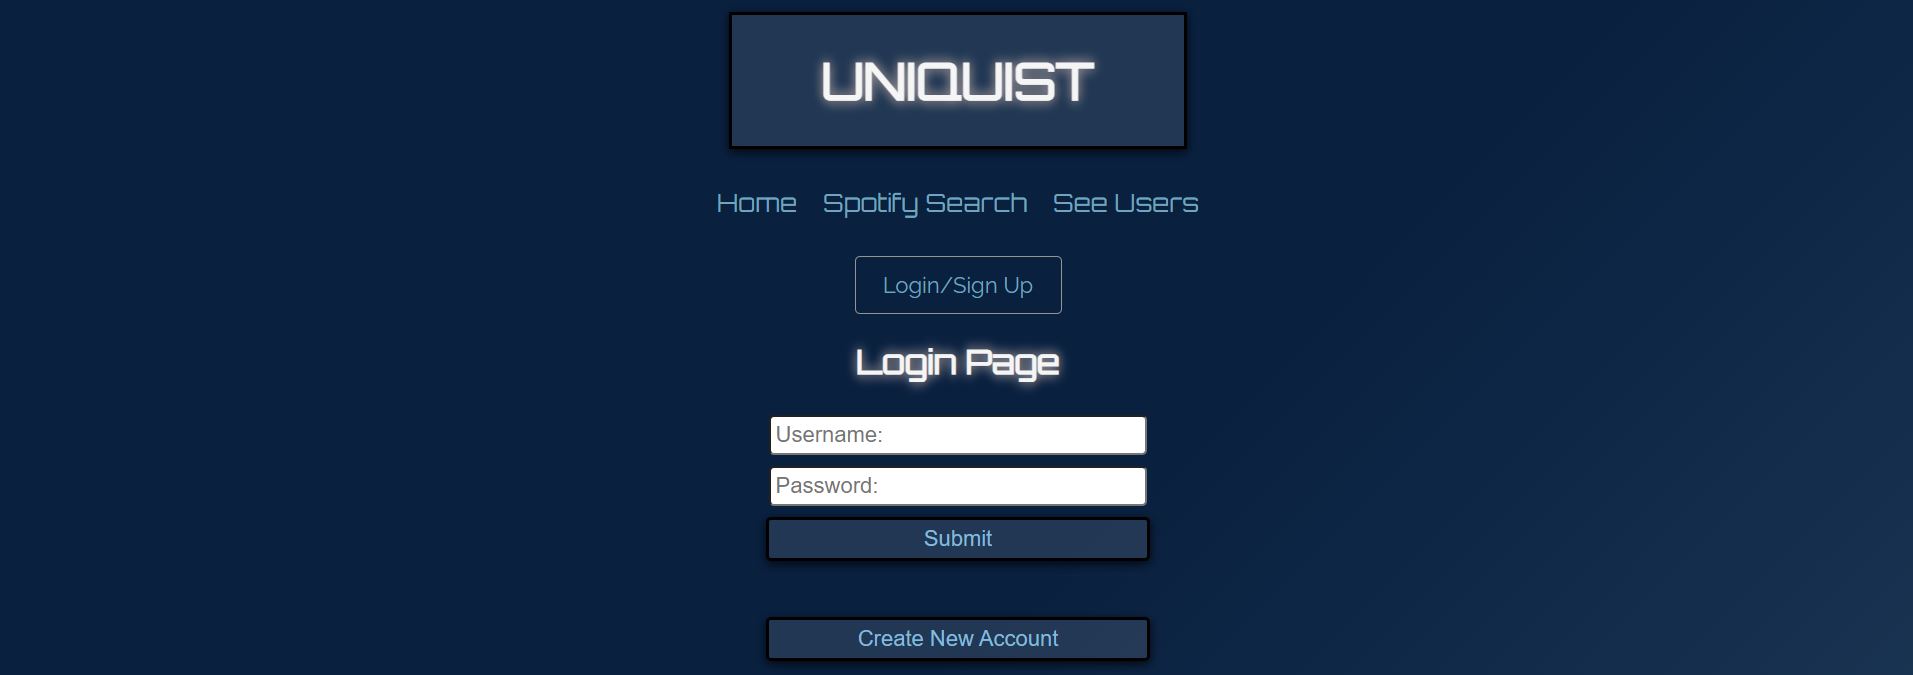 UNIQUIST
Home Spotify Search See Users
Login/Sign Up
Login Page
Username:
Password:
Submit
Create New Account